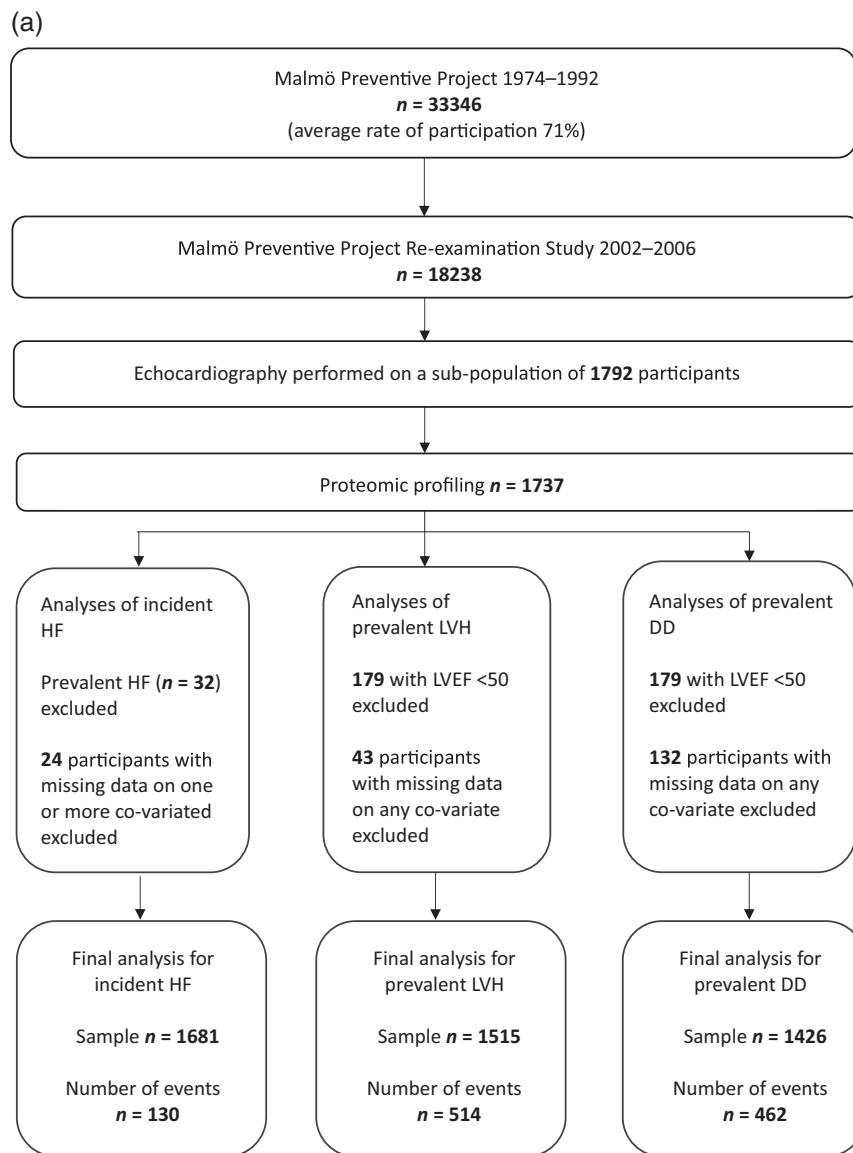 (a)
Malmö Preventive Project 1974–1992
n = 33346
(average rate of participation 71%)
Malmö Preventive Project Re-examination Study 2002–2006
n = 18238
Echocardiography performed on a sub-population of 1792 participants
Proteomic profiling n = 1737
Analyses of incident
HF
Prevalent HF (n = 32)
excluded
24 participants with
missing data on one
or more co-variated
excluded
Analyses of
prevalent LVH
179 with LVEF <50
excluded
43 participants
with missing data
on any co-variate
excluded
Analyses of prevalent
DD
179 with LVEF <50
excluded
132 participants with
missing data on any
co-variate excluded
Final analysis for
incident HF
Sample n = 1681
Number of events
n = 130
Final analysis for
prevalent LVH
Sample n = 1515
Number of events
n = 514
Final analysis for
prevalent DD
Sample n = 1426
Number of events
n = 462